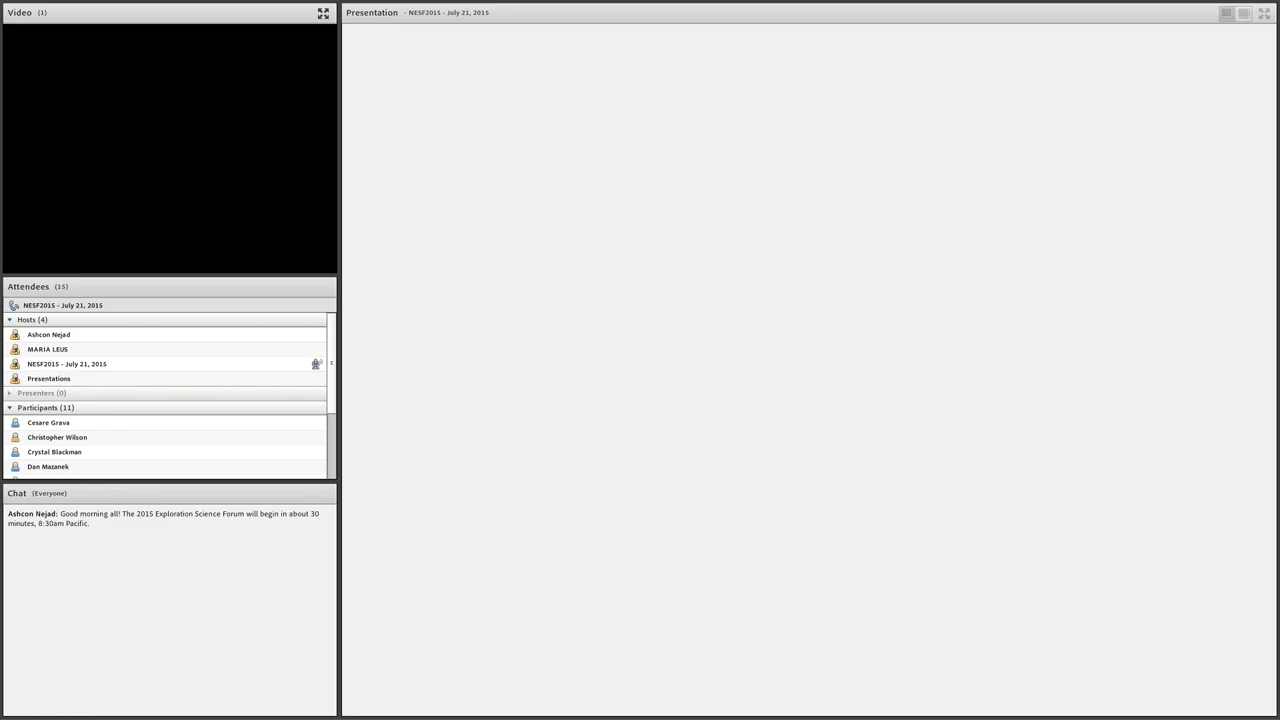 Video (1)
Presentation - NESF2015 - July 21, 2015
Attendees (15)
NESF2015 - July 21, 2015
Hosts (4)
Ashcon Nejad
MARIA LEUS
NESF2015 - July 21, 2015
Presentations
Presenters (0)
Participants (11)
Cesare Grava
Christopher Wilson
Crystal Blackman
Dan Mazanek
Chat (Everyone)
Ashcon Nejad: Good morning all! The 2015 Exploration Science Forum will begin in about 30
minutes, 8:30am Pacific.